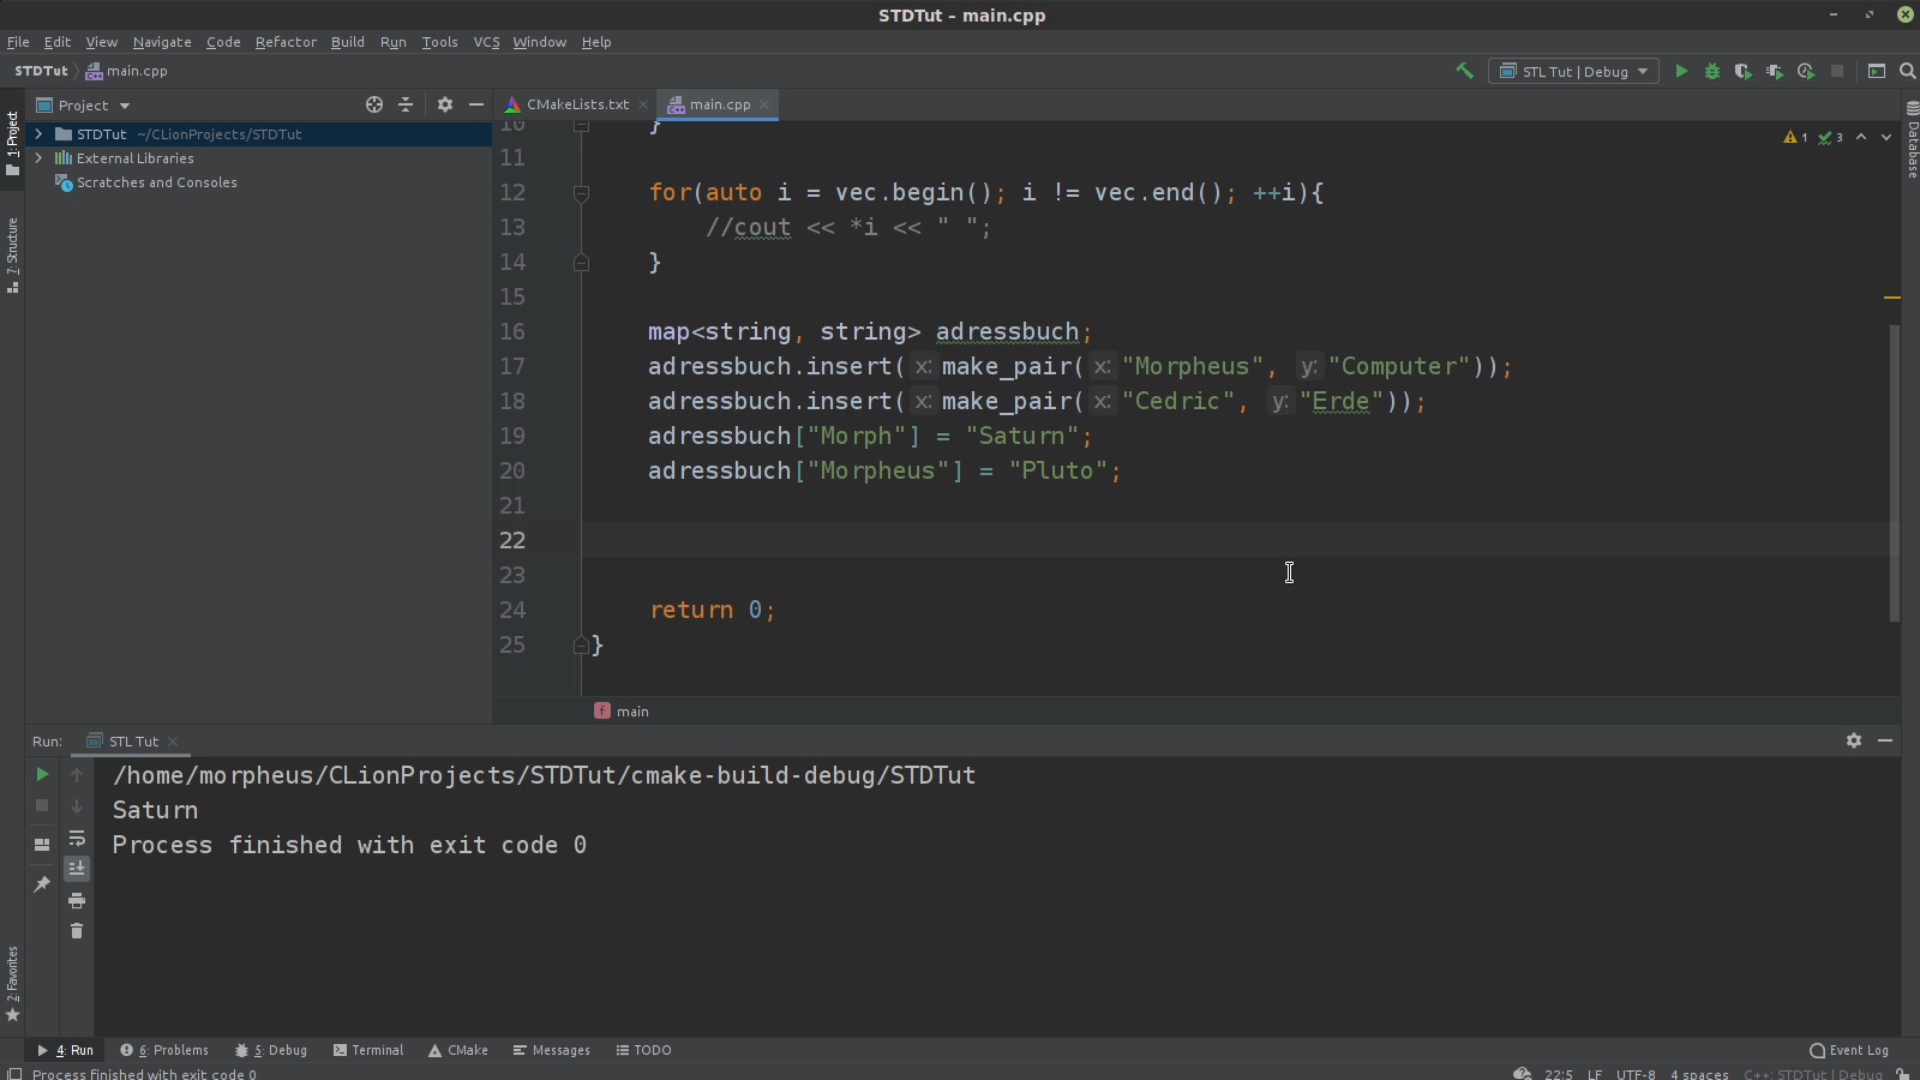 STDTut – main.cpp
File Edit View Navigate Code Refactor Build Run Tools VCS Window Help
STDTut main.cpp
STL Tut | Debug
Project
CMakeLists.txt main.cpp
1: Project
7: Structure
2: Favorites
Database
STDTut ~/CLionProjects/STDTut
External Libraries
Scratches and Consoles
1 3
10 }
11
12 for(auto i = vec.begin(); i != vec.end(); ++i){
13 //cout << *i << " ";
14 }
15
16 map<string, string> adressbuch;
17 adressbuch.insert( x: make_pair( x: "Morpheus", y: "Computer"));
18 adressbuch.insert( x: make_pair( x: "Cedric", y: "Erde"));
19 adressbuch["Morph"] = "Saturn";
20 adressbuch["Morpheus"] = "Pluto";
21
22
23
24 return 0;
25 }
f main
Run: STL Tut
/home/morpheus/CLionProjects/STDTut/cmake-build-debug/STDTut
Saturn
Process finished with exit code 0
4: Run 6: Problems 5: Debug Terminal CMake Messages TODO Event Log
Process finished with exit code 0 22:5 LF UTF-8 4 spaces C++: STDTut | Debug